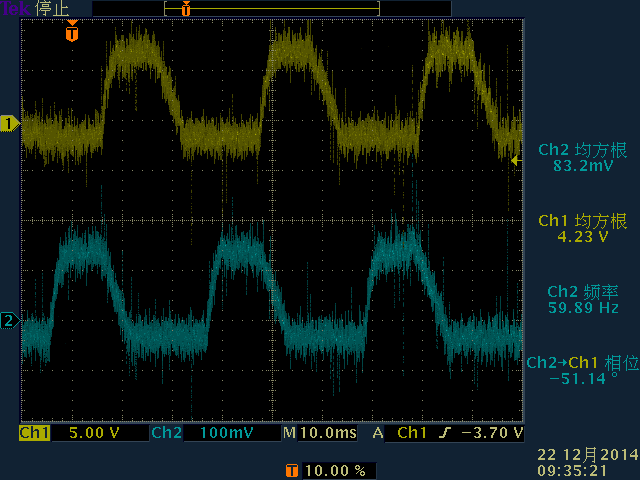 Tek 停止
T
T
1
2
Ch2 均方根
83.2mV
Ch1 均方根
4.23 V
Ch2 频率
59.89 Hz
Ch2→Ch1 相位
−51.14 °
Ch1 5.00 V Ch2 100mV M 10.0ms A Ch1 ∫ −3.70 V
T 10.00 %
22 12月 2014
09:35:21